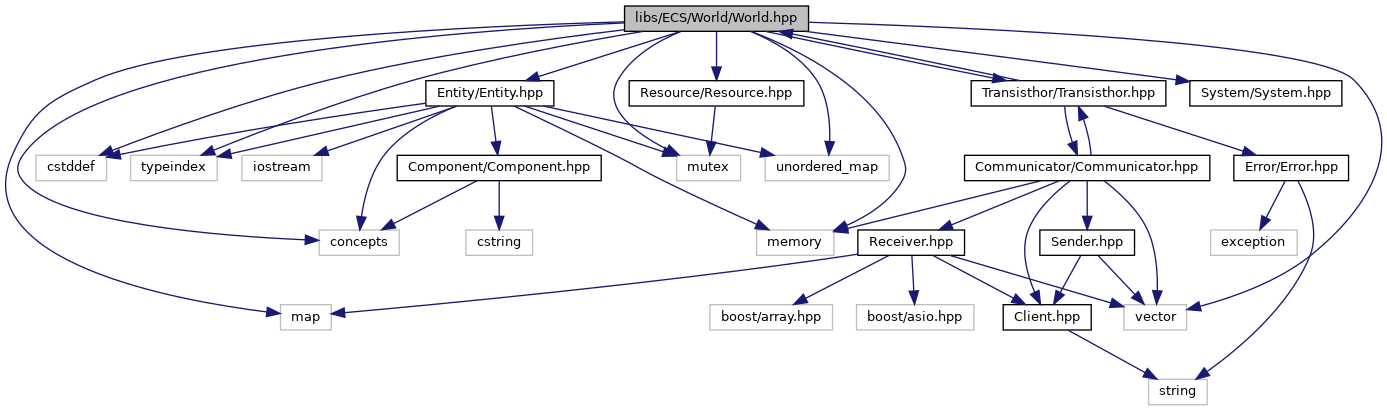 libs/ECS/World/World.hpp
Entity/Entity.hpp
Resource/Resource.hpp
Transisthor/Transisthor.hpp
System/System.hpp
cstddef
typeindex
iostream
Component/Component.hpp
mutex
unordered_map
Communicator/Communicator.hpp
Error/Error.hpp
concepts
cstring
memory
Receiver.hpp
Sender.hpp
exception
map
boost/array.hpp
boost/asio.hpp
Client.hpp
vector
string